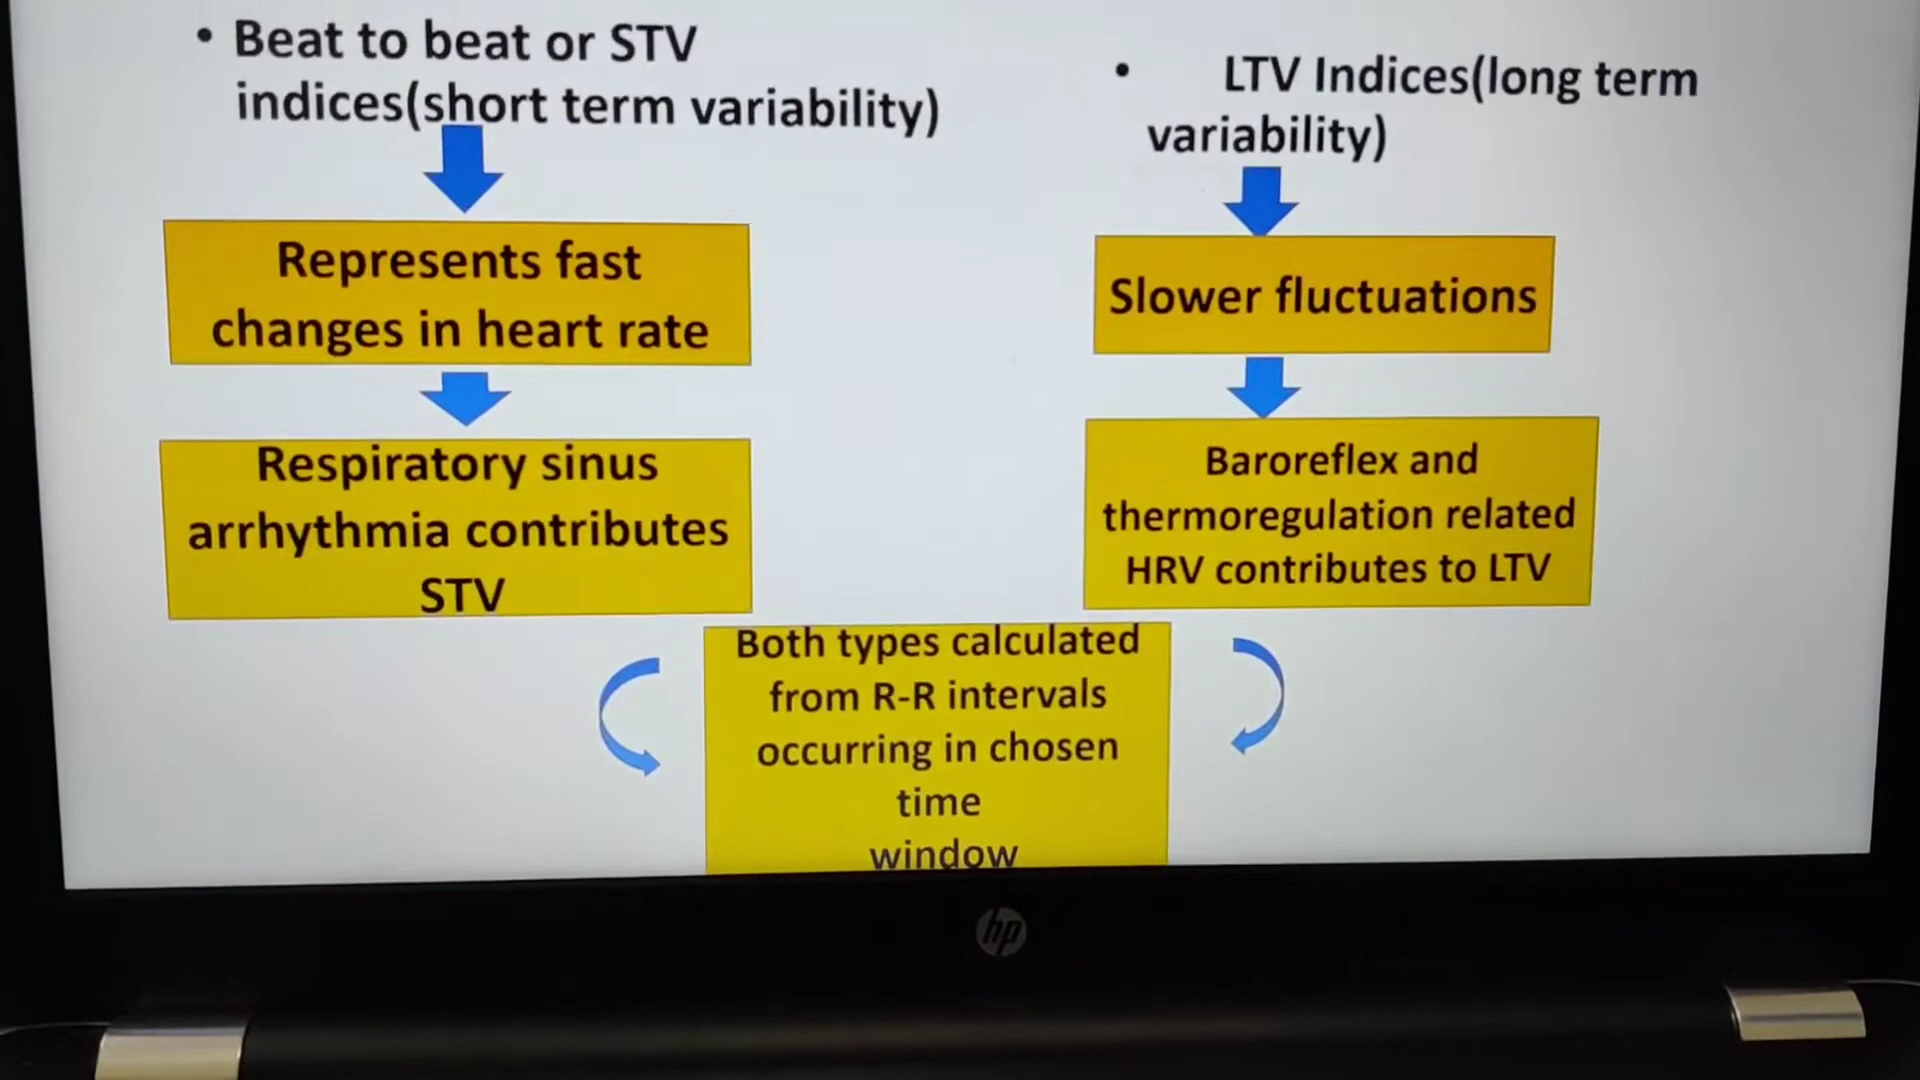 • Beat to beat or STV
indices(short term variability)
Represents fast
changes in heart rate
Respiratory sinus
arrhythmia contributes
STV
• LTV Indices(long term
variability)
Slower fluctuations
Baroreflex and
thermoregulation related
HRV contributes to LTV
Both types calculated
from R-R intervals
occurring in chosen
time
window
hp